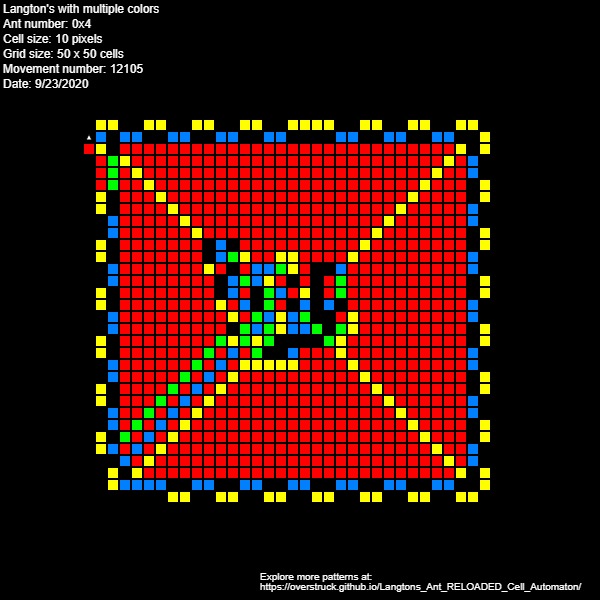 Langton's with multiple colors
Ant number: 0x4
Cell size: 10 pixels
Grid size: 50 x 50 cells
Movement number: 12105
Date: 9/23/2020
Explore more patterns at:
https://overstruck.github.io/Langtons_Ant_RELOADED_Cell_Automaton/